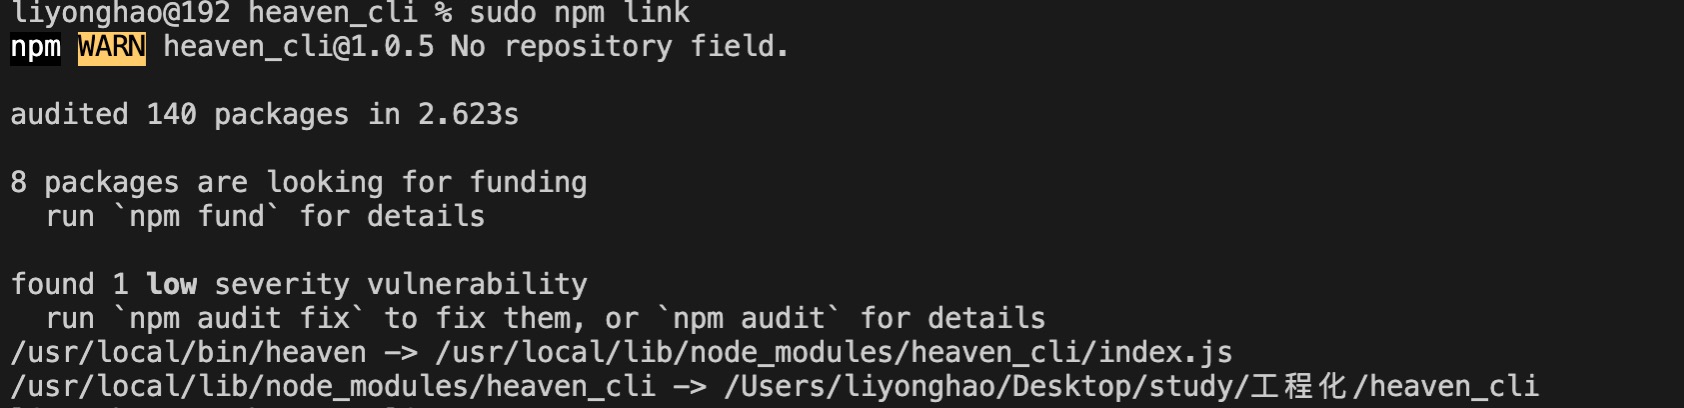 liyonghao@192 heaven_cli % sudo npm link
npm WARN heaven_cli@1.0.5 No repository field.
audited 140 packages in 2.623s
8 packages are looking for funding
  run `npm fund` for details
found 1 low severity vulnerability
  run `npm audit fix` to fix them, or `npm audit` for details
/usr/local/bin/heaven -> /usr/local/lib/node_modules/heaven_cli/index.js
/usr/local/lib/node_modules/heaven_cli -> /Users/liyonghao/Desktop/study/工程化/heaven_cli